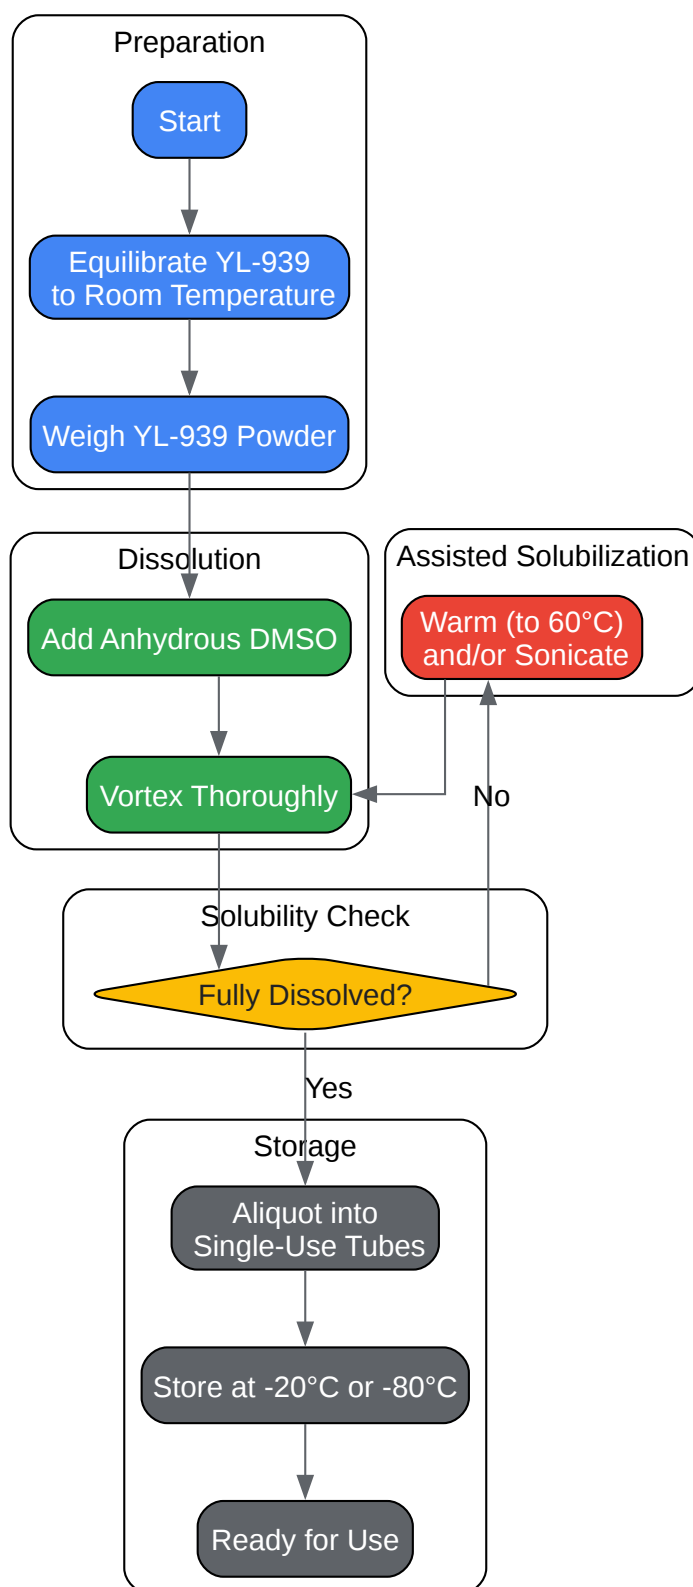 Preparation
Start
Equilibrate YL-939
to Room Temperature
Weigh YL-939 Powder
Dissolution
Assisted Solubilization
Add Anhydrous DMSO
Warm (to 60°C)
and/or Sonicate
Vortex Thoroughly
No
Solubility Check
Fully Dissolved?
Yes
Storage
Aliquot into
Single-Use Tubes
Store at -20°C or -80°C
Ready for Use